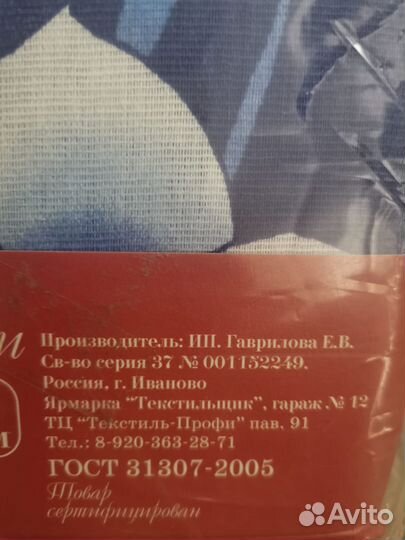 и
Производитель: ИП. Гаврилова Е.В.
Св-во серия 37 № 001152249.
Россия, г. Иваново
Ярмарка "Текстильщик", гараж № 12
ТЦ "Текстиль-Профи" пав. 91
м
Тел.: 8-920-363-28-71
ГОСТ 31307-2005
Товар
сертифицирован
Avito